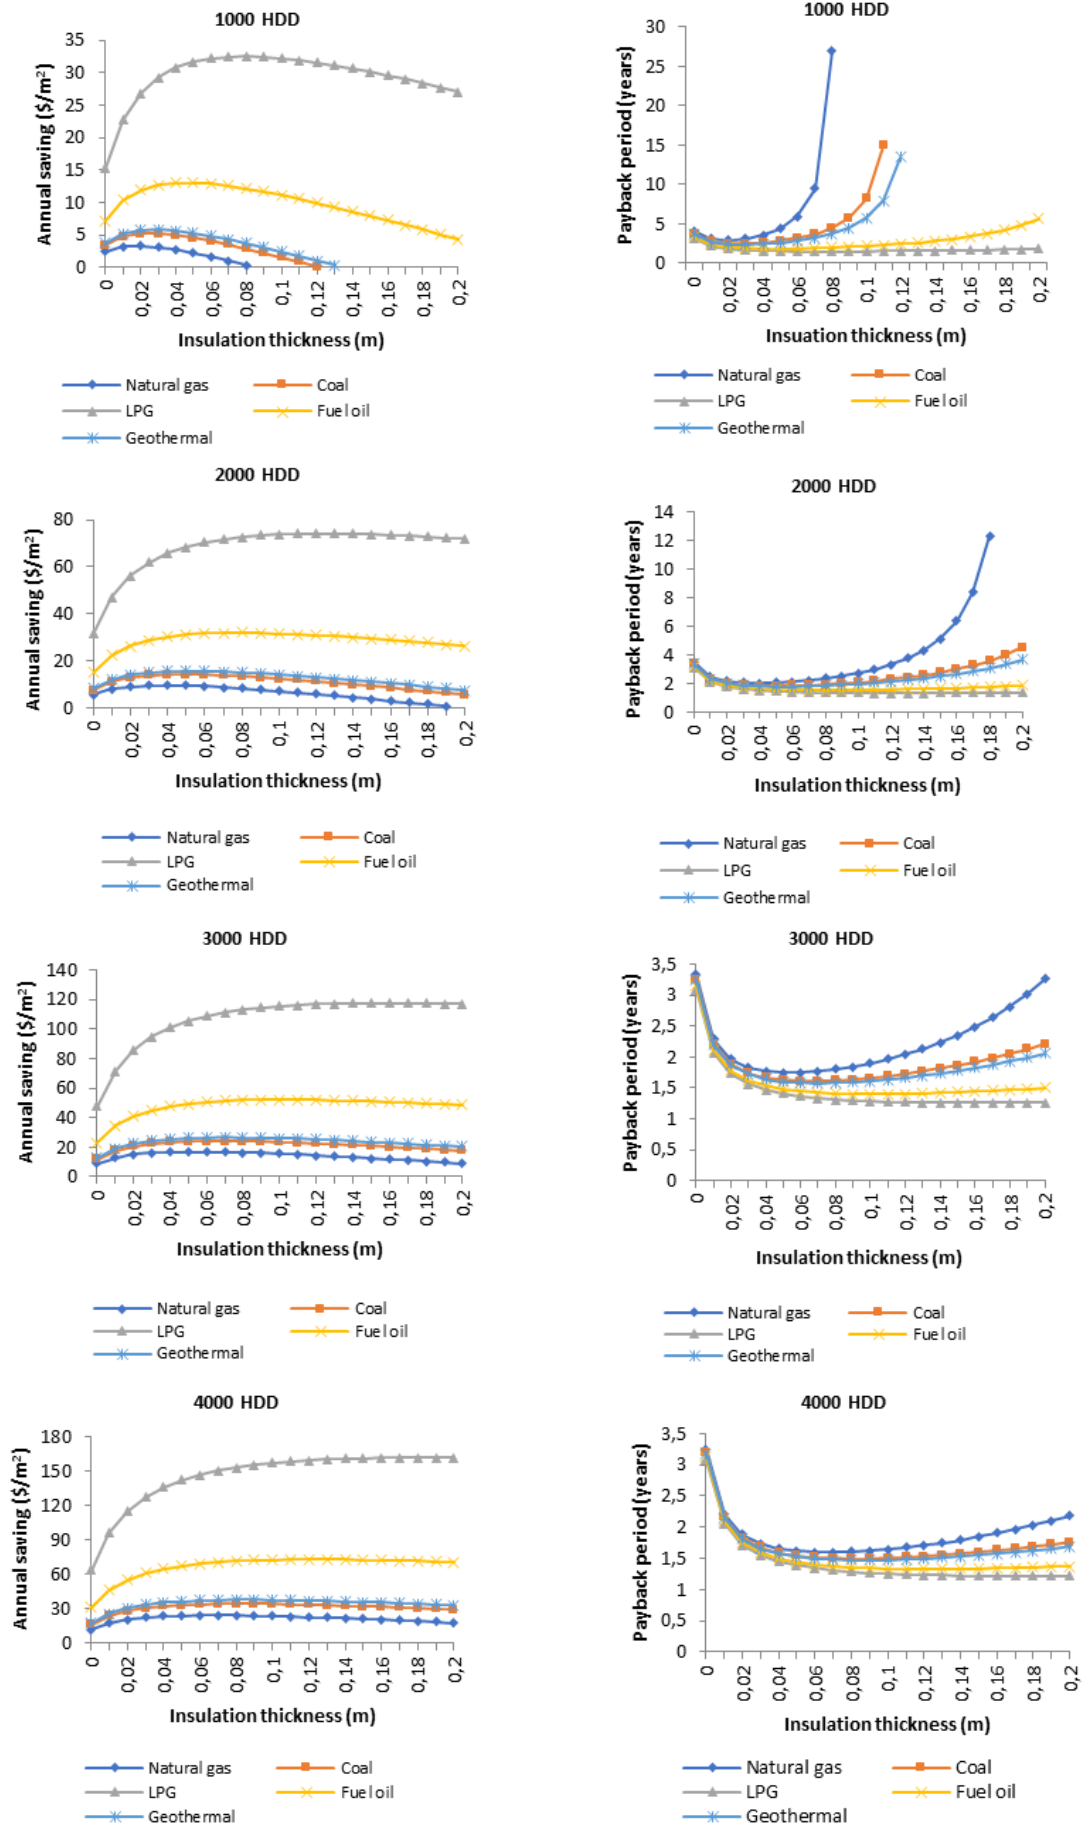 1000 HDD
Annual saving ($/m²)
35
30
25
20
15
10
5
0
0
0,02
0,04
0,06
0,08
0,1
0,12
0,14
0,16
0,18
0,2
Insulation thickness (m)
Natural gas
Coal
LPG
Fuel oil
Geothermal
1000 HDD
Payback period (years)
30
25
20
15
10
5
0
0
0,02
0,04
0,06
0,08
0,1
0,12
0,14
0,16
0,18
0,2
Insuation thickness (m)
Natural gas
Coal
LPG
Fuel oil
Geothermal
2000 HDD
Annual saving ($/m²)
80
60
40
20
0
0
0,02
0,04
0,06
0,08
0,1
0,12
0,14
0,16
0,18
0,2
Insulation thickness (m)
Natural gas
Coal
LPG
Fuel oil
Geothermal
2000 HDD
Payback period (years)
14
12
10
8
6
4
2
0
0
0,02
0,04
0,06
0,08
0,1
0,12
0,14
0,16
0,18
0,2
Insulation thickness (m)
Natural gas
Coal
LPG
Fuel oil
Geothermal
3000 HDD
Annual saving ($/m²)
140
120
100
80
60
40
20
0
0
0,02
0,04
0,06
0,08
0,1
0,12
0,14
0,16
0,18
0,2
Insulation thickness (m)
Natural gas
Coal
LPG
Fuel oil
Geothermal
3000 HDD
Payback period (years)
3,5
3
2,5
2
1,5
1
0,5
0
0
0,02
0,04
0,06
0,08
0,1
0,12
0,14
0,16
0,18
0,2
Insulation thickness (m)
Natural gas
Coal
LPG
Fuel oil
Geothermal
4000 HDD
Annual saving ($/m²)
180
150
120
90
60
30
0
0
0,02
0,04
0,06
0,08
0,1
0,12
0,14
0,16
0,18
0,2
Insulation thickness (m)
Natural gas
Coal
LPG
Fuel oil
Geothermal
4000 HDD
Payback period (years)
3,5
3
2,5
2
1,5
1
0,5
0
0
0,02
0,04
0,06
0,08
0,1
0,12
0,14
0,16
0,18
0,2
Insulation thickness (m)
Natural gas
Coal
LPG
Fuel oil
Geothermal